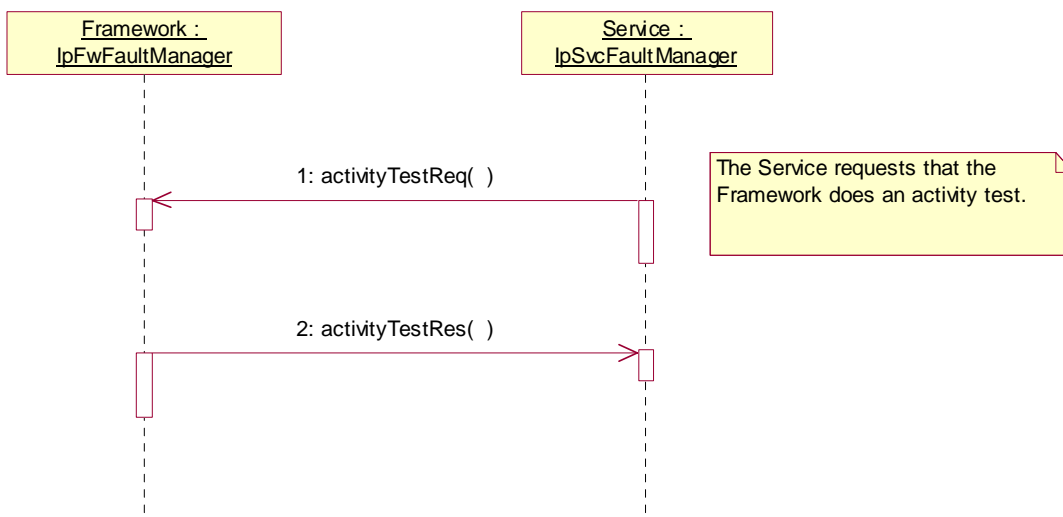 Framework :
IpFwFaultManager
Service :
IpSvcFaultManager
1: activityTestReq( )
The Service requests that the
Framework does an activity test.
2: activityTestRes( )